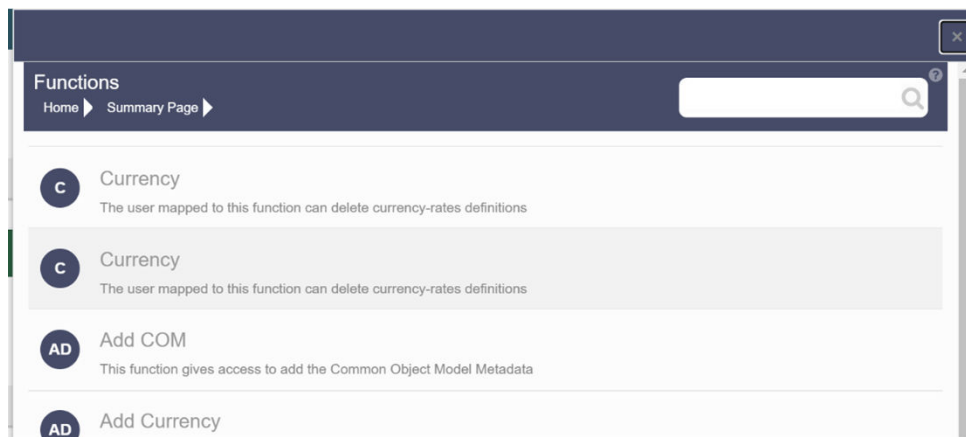 ×
Functions
?
Home Summary Page
C
Currency
The user mapped to this function can delete currency-rates definitions
C
Currency
The user mapped to this function can delete currency-rates definitions
AD
Add COM
This function gives access to add the Common Object Model Metadata
AD
Add Currency